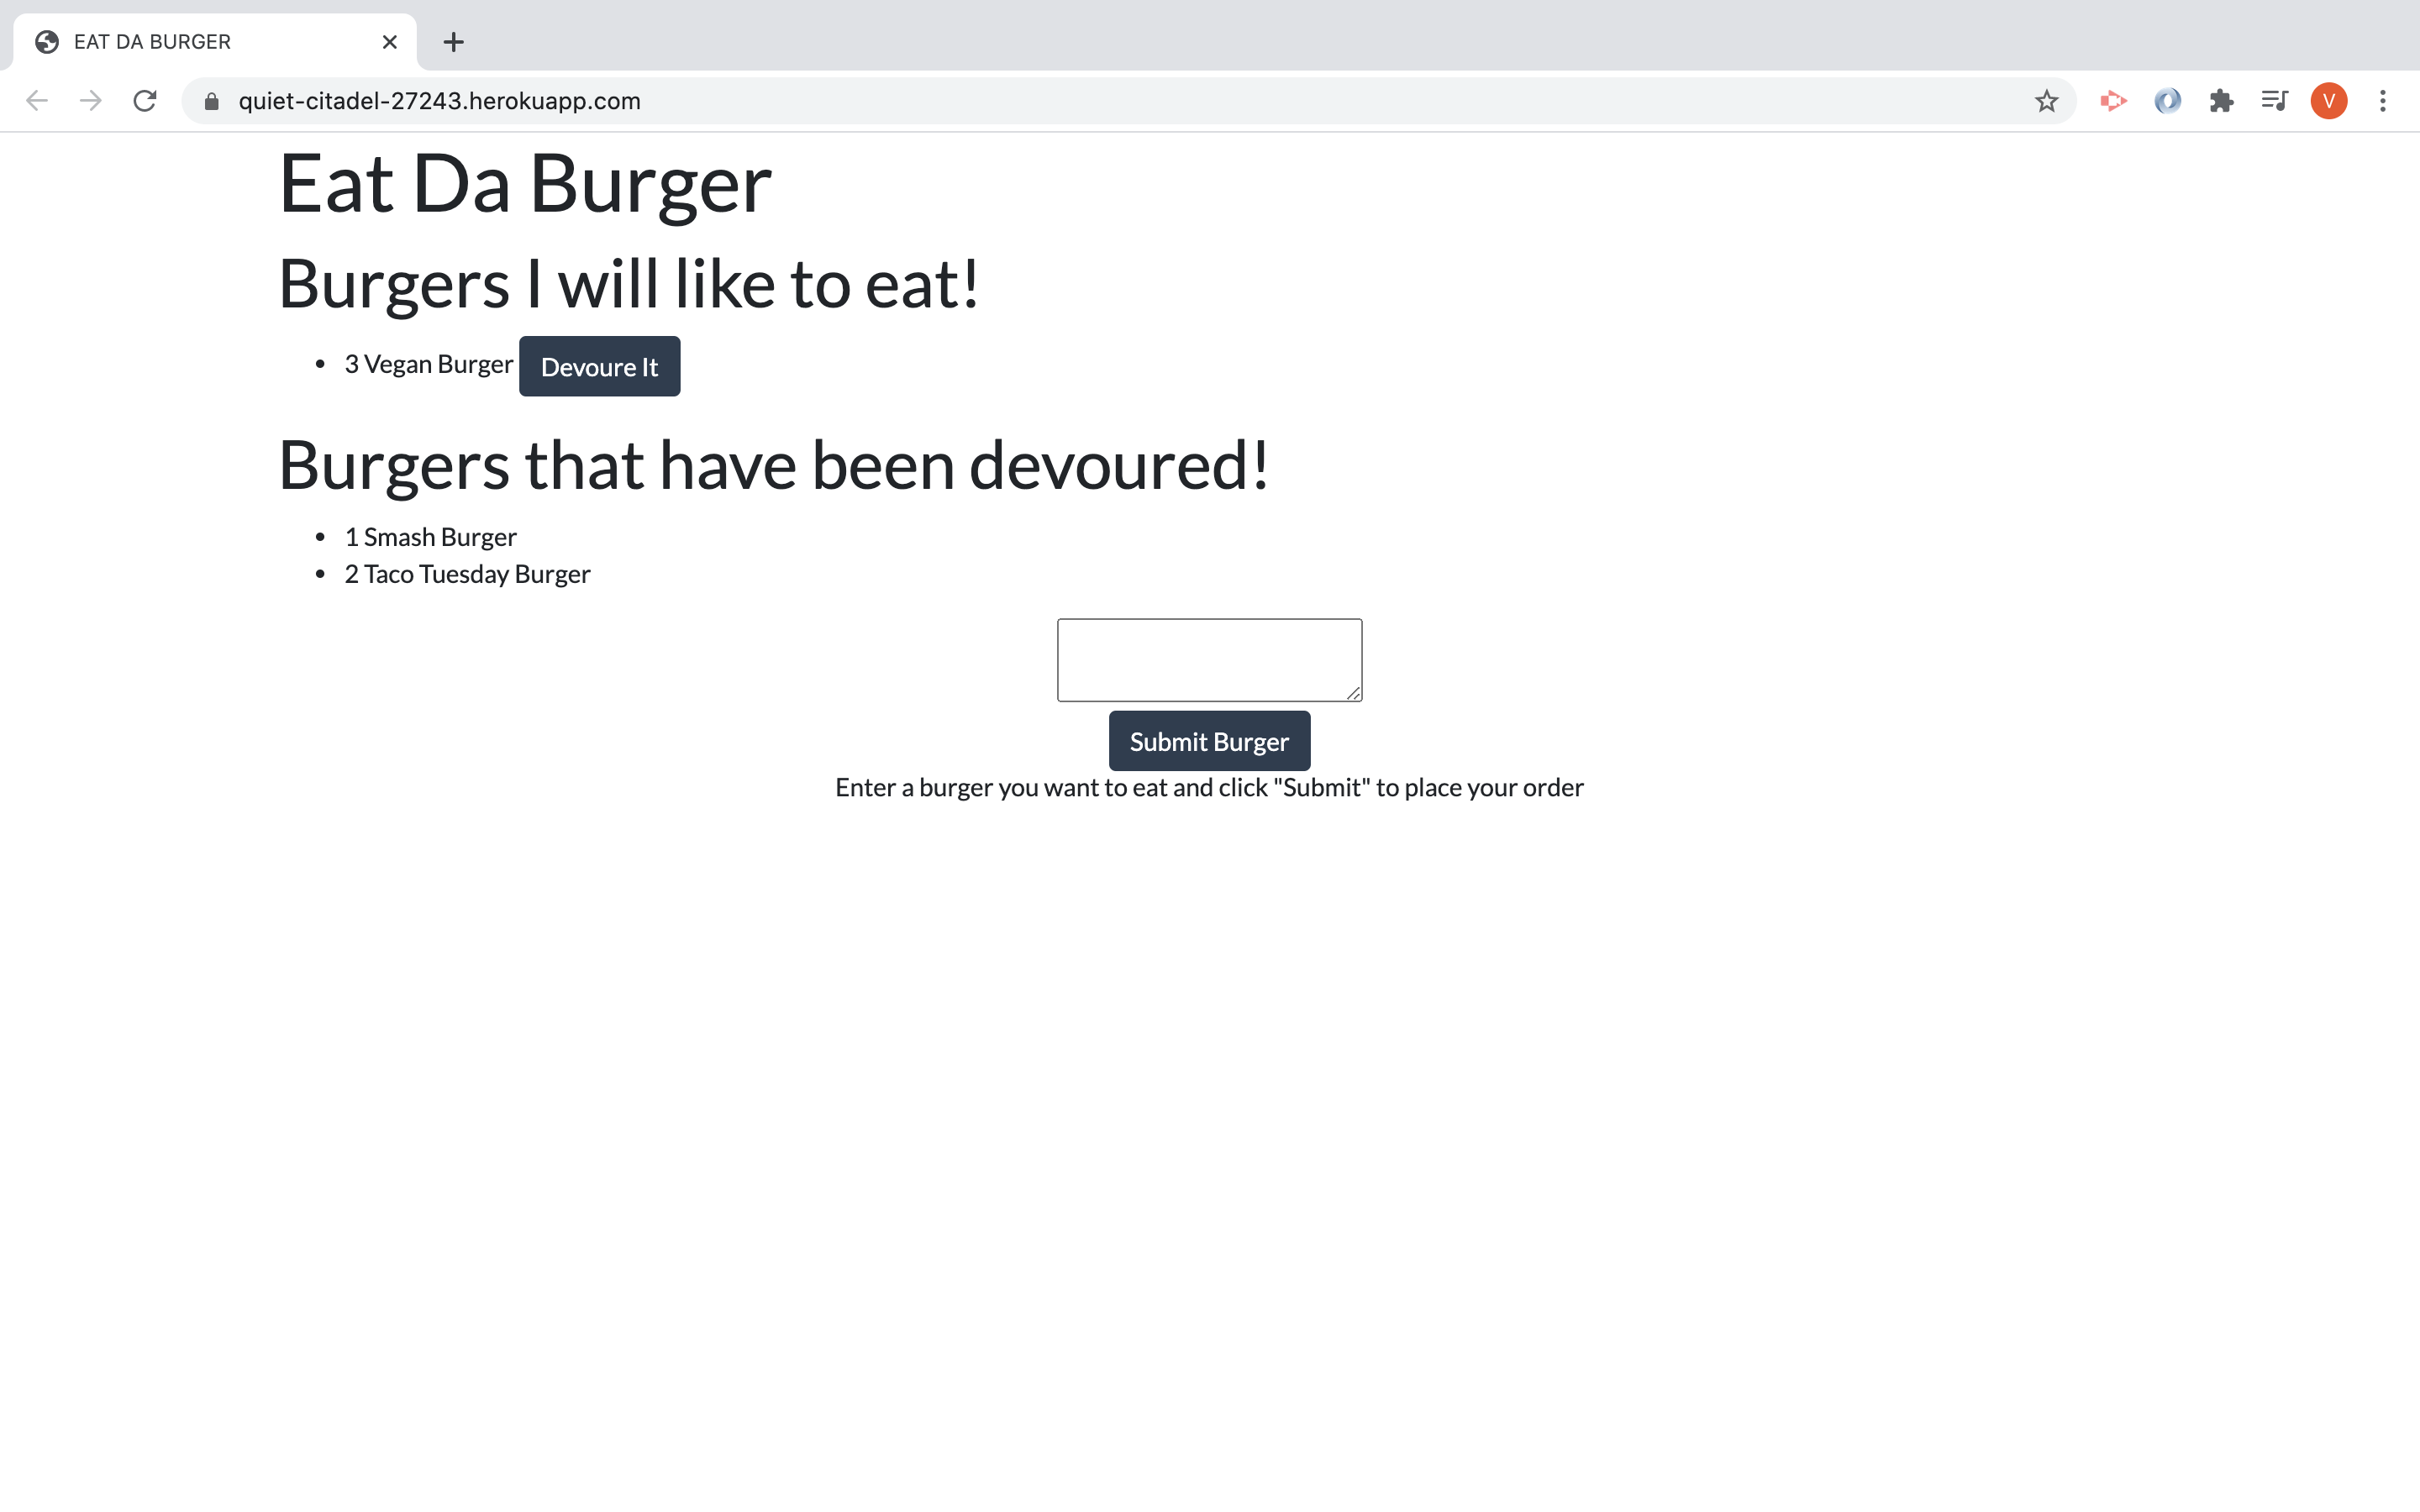 EAT DA BURGER
quiet-citadel-27243.herokuapp.com
V
Eat Da Burger
Burgers I will like to eat!
3 Vegan Burger Devoure It
Burgers that have been devoured!
1 Smash Burger
2 Taco Tuesday Burger
Submit Burger
Enter a burger you want to eat and click "Submit" to place your order